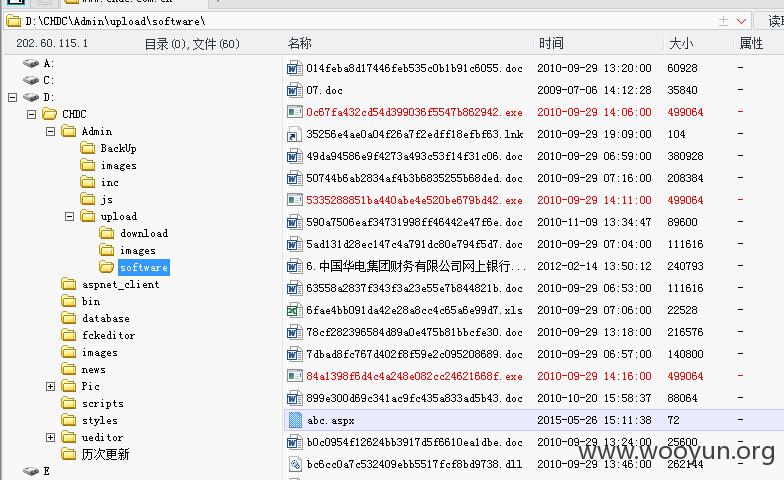 D:\CHDC\Admin\upload\software\
202.60.115.1 目录(0),文件(60) 名称 时间 大小 属性
A:
C:
D:
CHDC
Admin
BackUp
images
inc
js
upload
download
images
software
aspnet_client
bin
database
fckeditor
images
news
Pic
scripts
styles
ueditor
历次更新
E
014feba8d17446feb535c0b1b91c6055.doc 2010-09-29 13:20:00 60928 -
07.doc 2009-07-06 14:12:28 35840 -
0c67fa432cd54d399036f5547b862942.exe 2010-09-29 14:06:00 499064 -
35256e4ae0a04f26a7f2edff18efbf63.lnk 2010-09-29 19:09:00 104 -
49da94586e9f4273a493c53f14f31c06.doc 2010-09-29 06:59:00 380928 -
50744b6ab2834af4b3b6835255b68ded.doc 2010-09-29 07:16:00 208384 -
5335288851ba440abe4e520be679bd42.exe 2010-09-29 14:11:00 499064 -
590a7506eaf34731998ff46442e47f6e.doc 2010-11-09 13:34:47 89600 -
5ad131d28ec147c4a791dc80e794f5d7.doc 2010-09-29 07:04:00 111616 -
6.中国华电集团财务有限公司网上银行... 2012-02-14 13:50:12 240793 -
63558a2837f343f3a23e55e7b844821b.doc 2010-09-29 06:53:00 111616 -
6fae4bb091da42e28a8cc4c65a6e99d7.xls 2010-09-29 07:06:00 22528 -
78cf282396584d89a0e475b81bbcfe30.doc 2010-09-29 13:18:00 216576 -
7dbad8fc767d402f8f59e2c095208689.doc 2010-09-29 06:57:00 140800 -
84a1398f6d4c4a248e082cc24621668f.exe 2010-09-29 14:16:00 499064 -
899e300d69c341ac9fc435a833ad5b43.doc 2010-10-20 15:58:37 88064 -
abc.aspx 2015-05-26 15:11:38 72 -
b0c0954f12624bb3917d5f6610ea1dbe.doc 2010-09-29 13:24:00 25600 -
bc6cc0a7c532409ebb5517fcf8bd9738.dll 2010-09-29 13:46:00 262144 -
www.wooyun.org